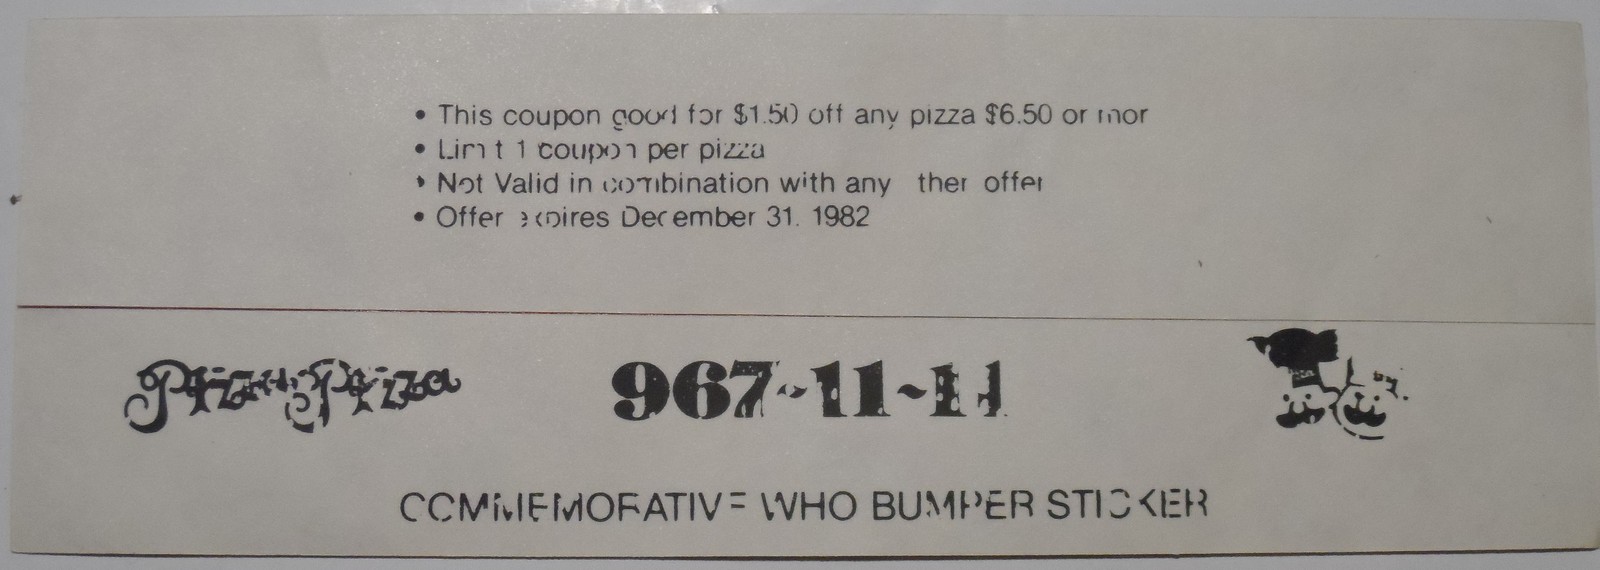 • This coupon good for $1.50 off any pizza $6.50 or mor
• Limit 1 coupon per pizza
• Not Valid in combination with any ther offer
• Offer expires December 31. 1982
Pizza Pizza
967-11-11
COMMEMORATIVE WHO BUMPER STICKER